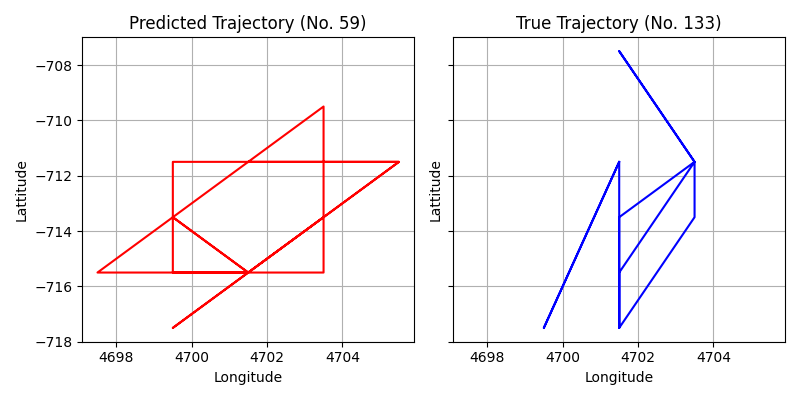 Predicted Trajectory (No. 59)
True Trajectory (No. 133)
−708
−710
−712
−714
−716
−718
Lattitude
Lattitude
4698
4700
4702
4704
4698
4700
4702
4704
Longitude
Longitude